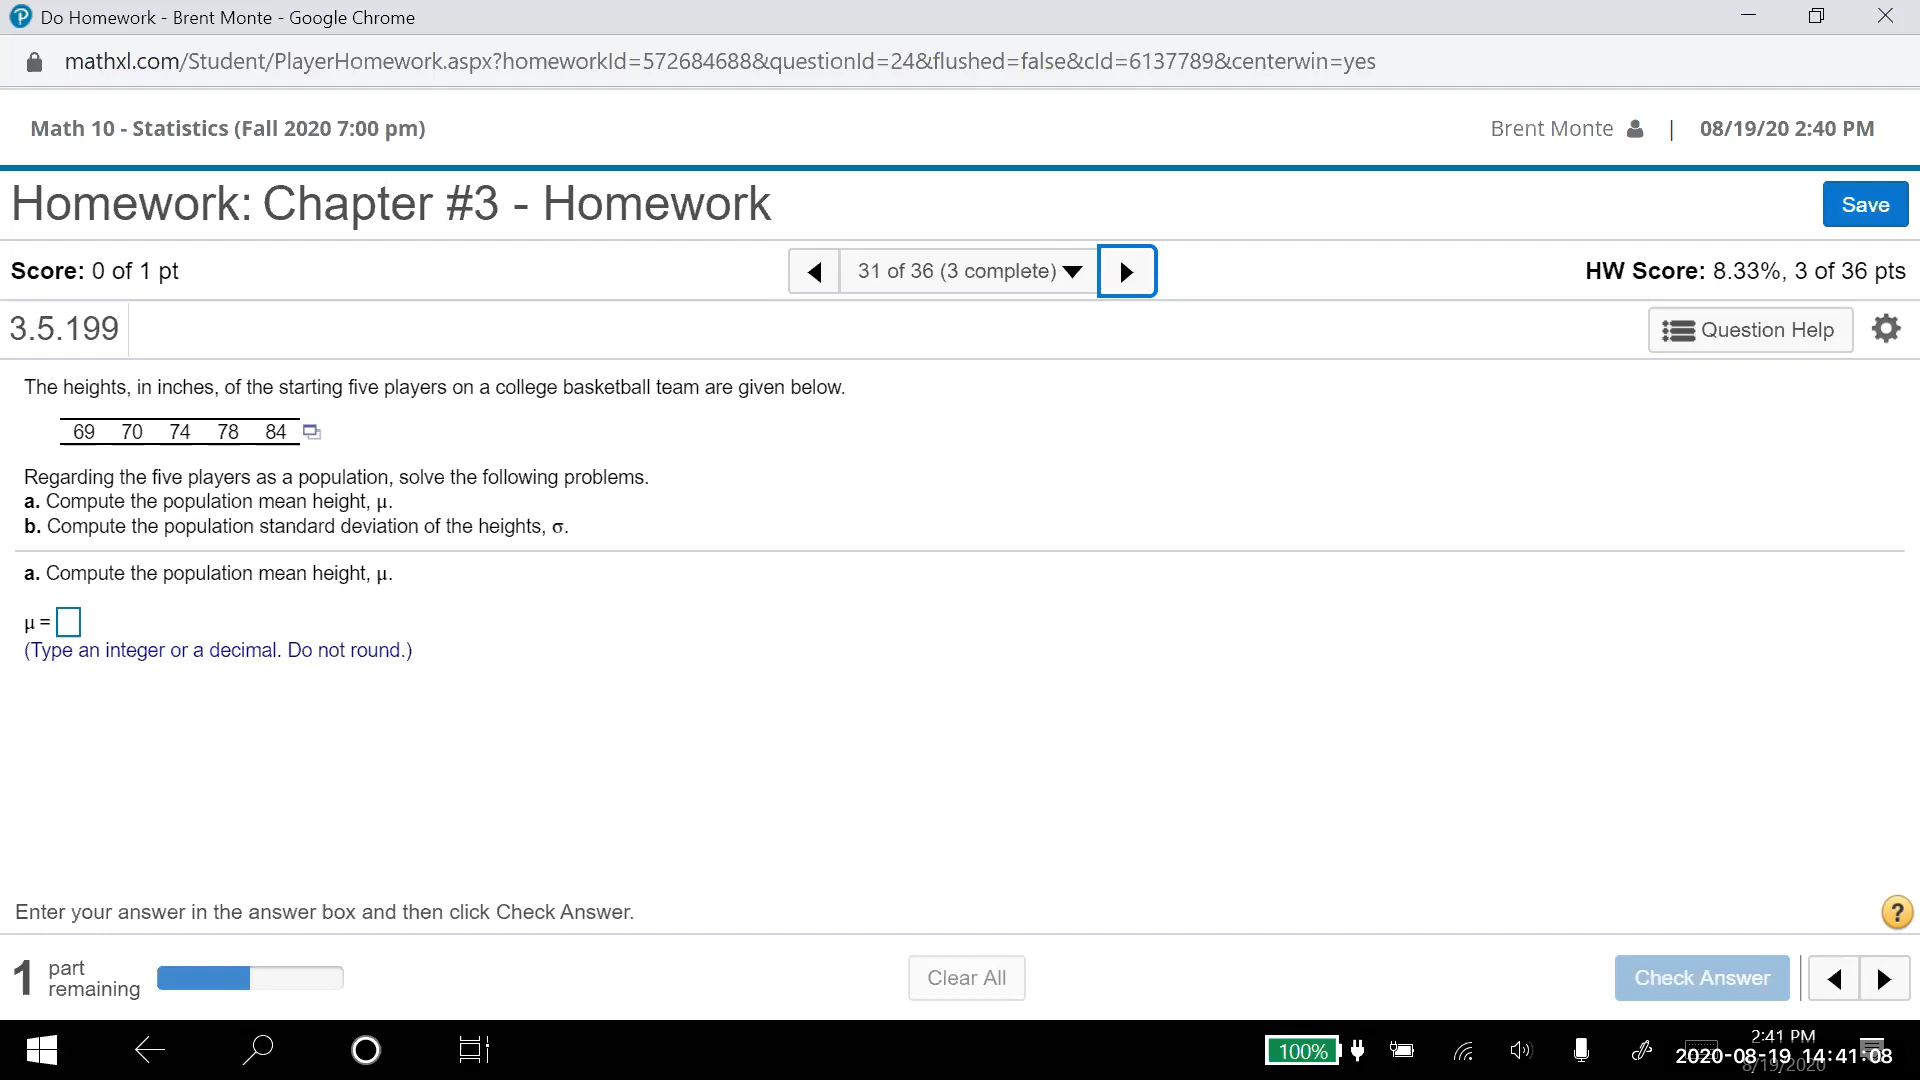 Do Homework - Brent Monte - Google Chrome
mathxl.com/Student/PlayerHomework.aspx?homeworkId=572684688&questionId=24&flushed=false&cId=6137789&centerwin=yes
Math 10 - Statistics (Fall 2020 7:00 pm)
Brent Monte | 08/19/20 2:40 PM
Homework: Chapter #3 - Homework
Save
Score: 0 of 1 pt
31 of 36 (3 complete)
HW Score: 8.33%, 3 of 36 pts
3.5.199
Question Help
The heights, in inches, of the starting five players on a college basketball team are given below.
69 70 74 78 84
Regarding the five players as a population, solve the following problems.
a. Compute the population mean height, μ.
b. Compute the population standard deviation of the heights, σ.
a. Compute the population mean height, μ.
μ =
(Type an integer or a decimal. Do not round.)
Enter your answer in the answer box and then click Check Answer.
?
1 part remaining
Clear All
Check Answer
100%
2:41 PM
2020-08-19 14:41:08
8/19/2020